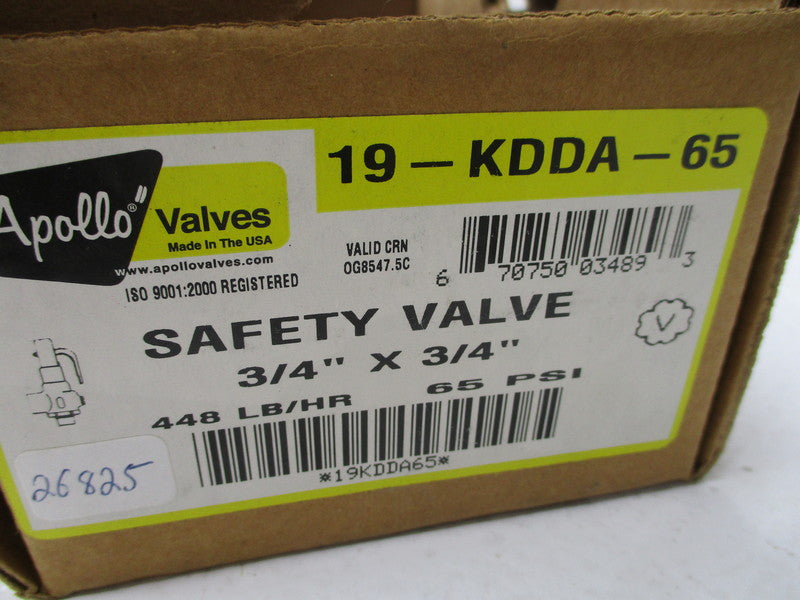 19-KDDA-65
Apollo® Valves
Made In The USA
www.apollovalves.com
ISO 9001:2000 REGISTERED
VALID CRN
OG8547.5C
6 70750 03489 3
SAFETY VALVE
3/4" X 3/4"
V
448 LB/HR 65 PSI
*19KDDA65*
26825